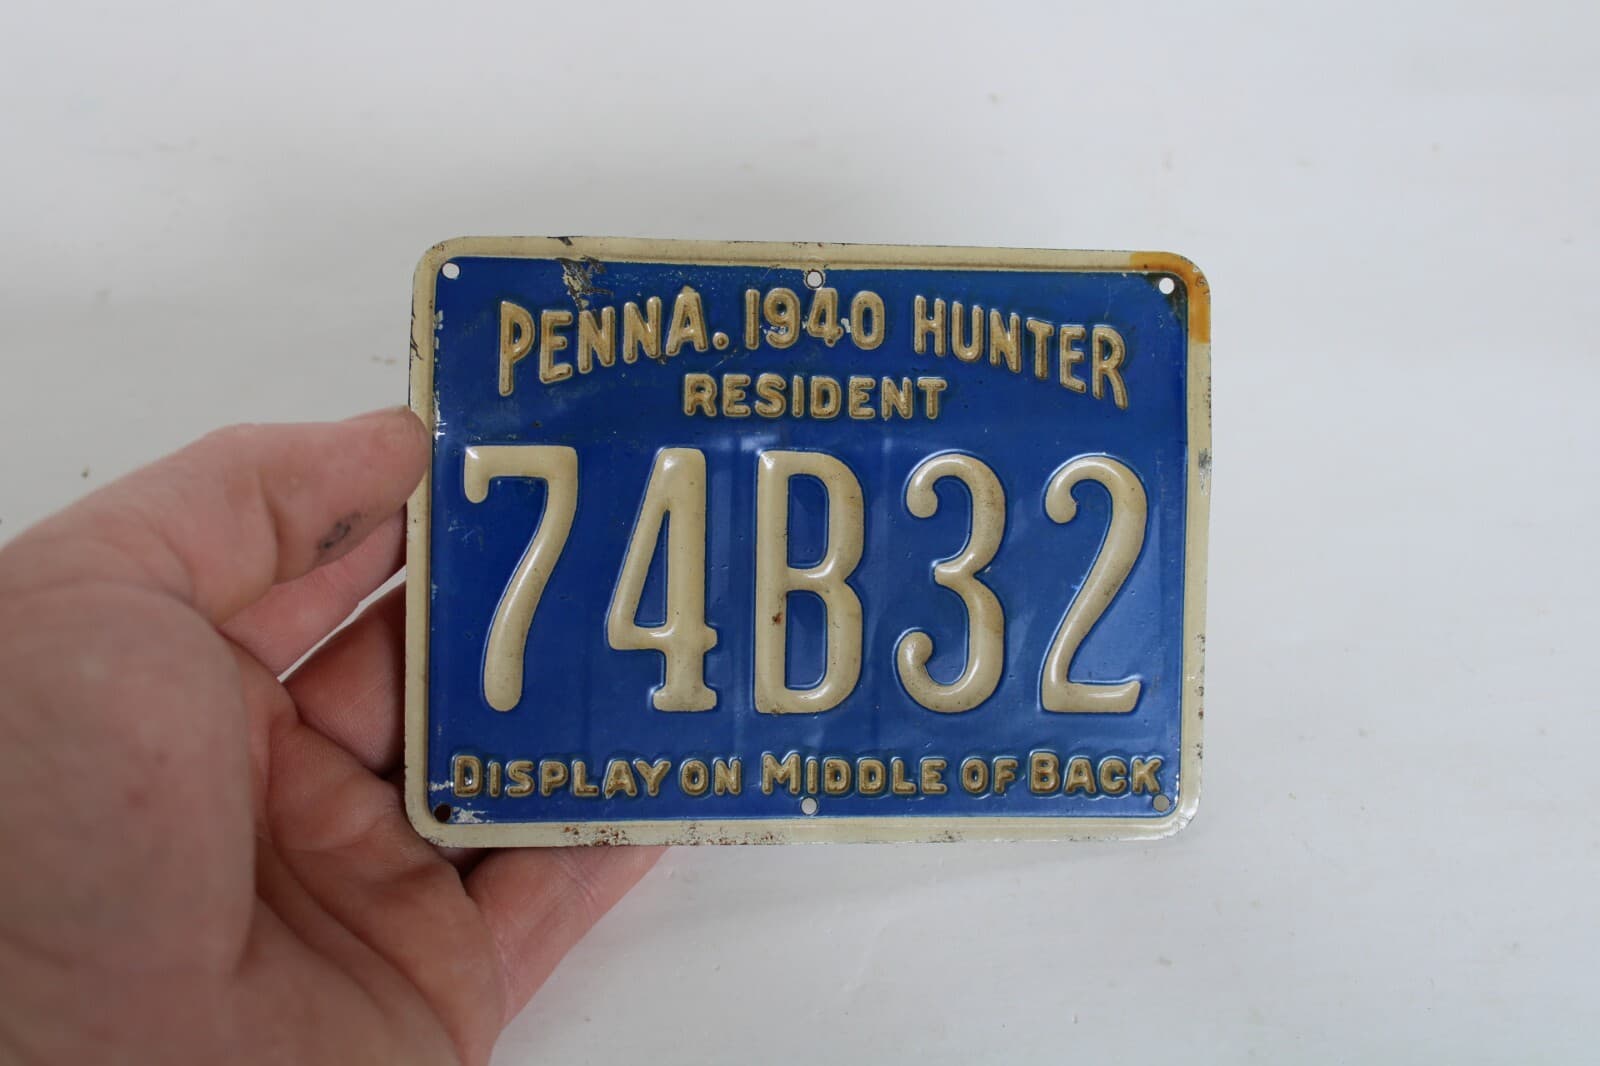 PENNA. 1940 HUNTER
RESIDENT
74B32
DISPLAY ON MIDDLE OF BACK